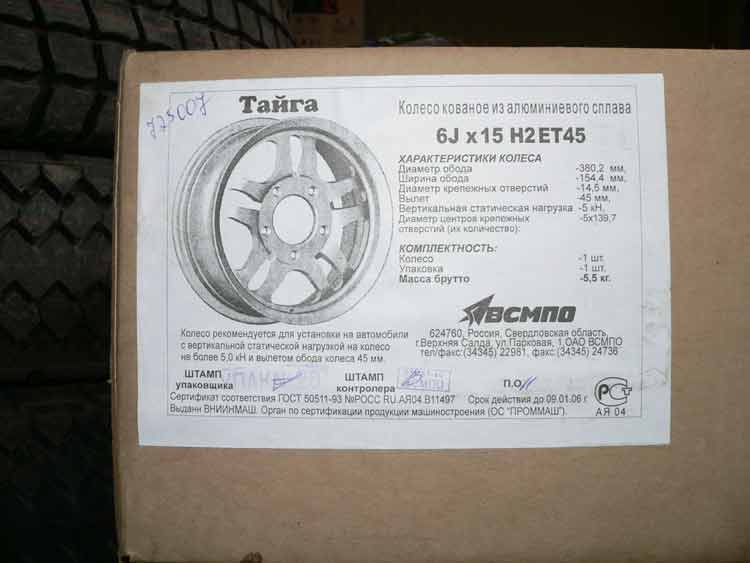 775007
Тайга
Колесо кованое из алюминиевого сплава
6J x 15 H2 ET45
ХАРАКТЕРИСТИКИ КОЛЕСА
Диаметр обода -380,2 мм,
Ширина обода -154,4 мм,
Диаметр крепежных отверстий -14,5 мм,
Вылет -45 мм,
Вертикальная статическая нагрузка -5 кН,
Диаметр центров крепежных -5x139,7
отверстий (их количество):
КОМПЛЕКТНОСТЬ:
Колесо -1 шт.
Упаковка -1 шт.
Масса брутто -5,5 кг.
ВСМПО
624760, Россия, Свердловская область,
г.Верхняя Салда, ул.Парковая, 1.ОАО ВСМПО
тел/факс:(34345) 22981, факс:(34345) 24736
Колесо рекомендуется для установки на автомобили
с вертикальной статической нагрузкой на колесо
на более 5,0 кН и вылетом обода колеса 45 мм.
ШТАМП
упаковщика
ШТАМП
контролера
ВСМПО
П.О.
Сертификат соответствия ГОСТ 50511-93 №РОСС RU.АЯ04.В11497 Срок действия до 09.01.06 г
Выданн ВНИИНМАШ. Орган по сертификации продукции машиностроения (ОС "ПРОММАШ").
АЯ 04